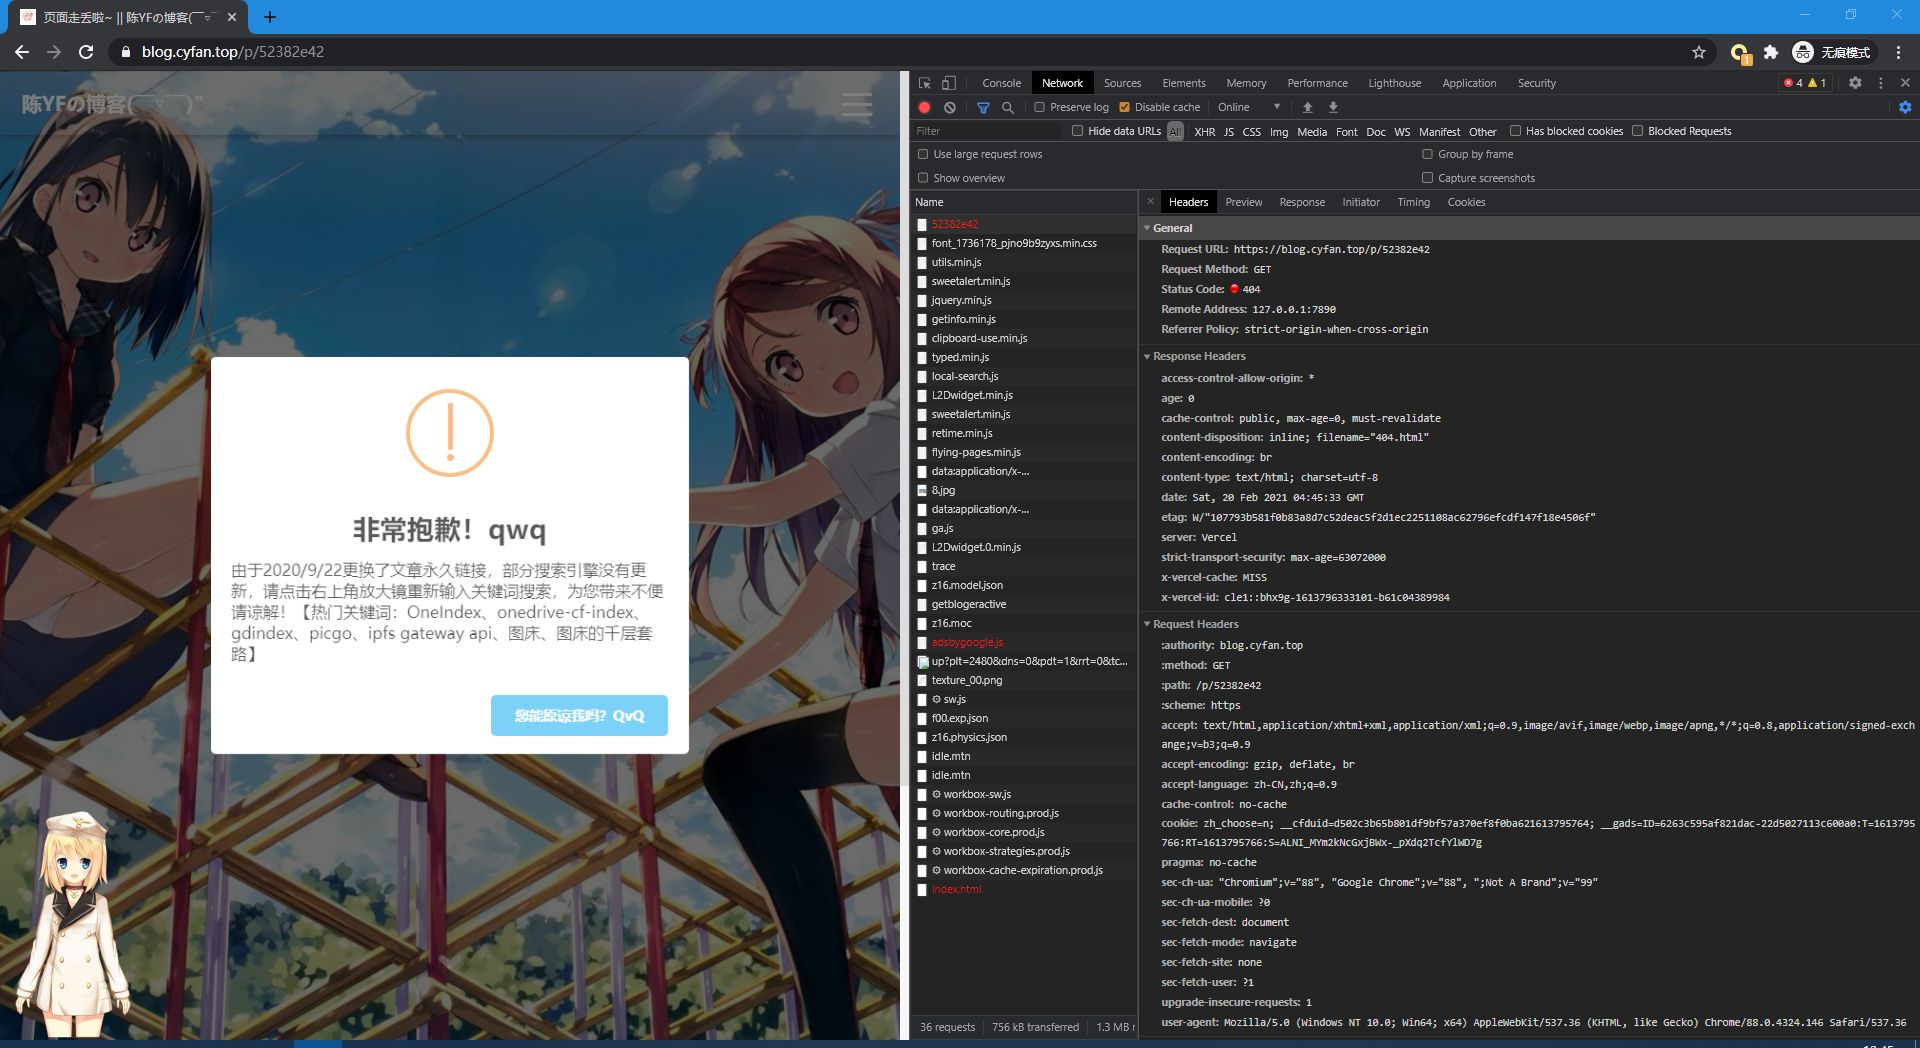 页面走丢啦~ || 陈YFの博客(￣▽￣)
blog.cyfan.top/p/52382e42
1
无痕模式
陈YFの博客(￣▽￣)"
非常抱歉！qwq
由于2020/9/22更换了文章永久链接，部分搜索引擎没有更
新，请点击右上角放大镜重新输入关键词搜索，为您带来不便
请谅解！【热门关键词：OneIndex、onedrive-cf-index、
gdindex、picgo、ipfs gateway api、图床、图床的千层套
路】
您能原谅我吗？QvQ
Console Network Sources Elements Memory Performance Lighthouse Application Security 4 1
Preserve log Disable cache Online
Filter Hide data URLs All XHR JS CSS Img Media Font Doc WS Manifest Other Has blocked cookies Blocked Requests
Use large request rows Group by frame
Show overview Capture screenshots
Name
52382e42
font_1736178_pjno9b9zyxs.min.css
utils.min.js
sweetalert.min.js
jquery.min.js
getinfo.min.js
clipboard-use.min.js
typed.min.js
local-search.js
L2Dwidget.min.js
sweetalert.min.js
retime.min.js
flying-pages.min.js
data:application/x-...
8.jpg
data:application/x-...
ga.js
L2Dwidget.0.min.js
trace
z16.model.json
getblogeractive
z16.moc
adsbygoogle.js
up?plt=2480&dns=0&pdt=1&rrt=0&tc...
texture_00.png
sw.js
f00.exp.json
z16.physics.json
idle.mtn
idle.mtn
workbox-sw.js
workbox-routing.prod.js
workbox-core.prod.js
workbox-strategies.prod.js
workbox-cache-expiration.prod.js
index.html
36 requests 756 kB transferred 1.3 MB r
Headers Preview Response Initiator Timing Cookies
General
Request URL: https://blog.cyfan.top/p/52382e42
Request Method: GET
Status Code: 404
Remote Address: 127.0.0.1:7890
Referrer Policy: strict-origin-when-cross-origin
Response Headers
access-control-allow-origin: *
age: 0
cache-control: public, max-age=0, must-revalidate
content-disposition: inline; filename="404.html"
content-encoding: br
content-type: text/html; charset=utf-8
date: Sat, 20 Feb 2021 04:45:33 GMT
etag: W/"107793b581f0b83a8d7c52deac5f2d1ec2251108ac62796efcdf147f18e4506f"
server: Vercel
strict-transport-security: max-age=63072000
x-vercel-cache: MISS
x-vercel-id: cle1::bhx9g-1613796333101-b61c04389984
Request Headers
:authority: blog.cyfan.top
:method: GET
:path: /p/52382e42
:scheme: https
accept: text/html,application/xhtml+xml,application/xml;q=0.9,image/avif,image/webp,image/apng,*/*;q=0.8,application/signed-exch
ange;v=b3;q=0.9
accept-encoding: gzip, deflate, br
accept-language: zh-CN,zh;q=0.9
cache-control: no-cache
cookie: zh_choose=n; __cfduid=d502c3b65b801df9bf57a370ef8f0ba621613795764; __gads=ID=6263c595af821dac-22d5027113c600a0:T=1613795
766:RT=1613795766:S=ALNI_MYm2kNcGxjBWx-_pXdq2TcfYlWD7g
pragma: no-cache
sec-ch-ua: "Chromium";v="88", "Google Chrome";v="88", ";Not A Brand";v="99"
sec-ch-ua-mobile: ?0
sec-fetch-dest: document
sec-fetch-mode: navigate
sec-fetch-site: none
sec-fetch-user: ?1
upgrade-insecure-requests: 1
user-agent: Mozilla/5.0 (Windows NT 10.0; Win64; x64) AppleWebKit/537.36 (KHTML, like Gecko) Chrome/88.0.4324.146 Safari/537.36